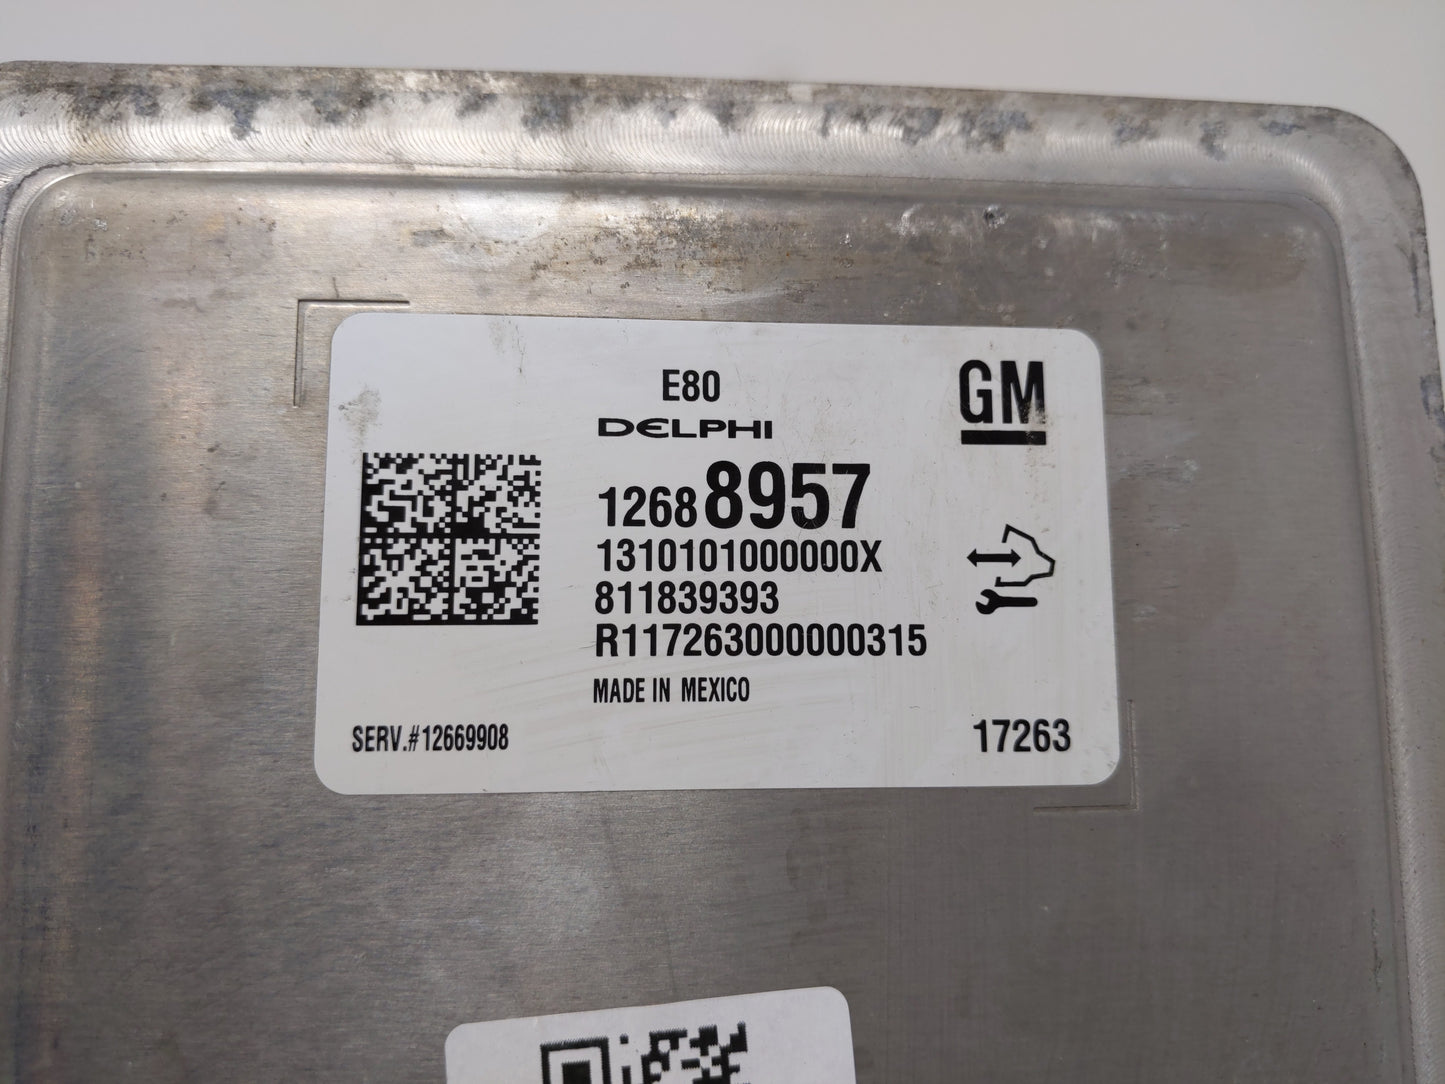 E80
GM
DELPHI
12688957
1310101000000X
811839393
R117263000000315
MADE IN MEXICO
SERV.#12669908
17263